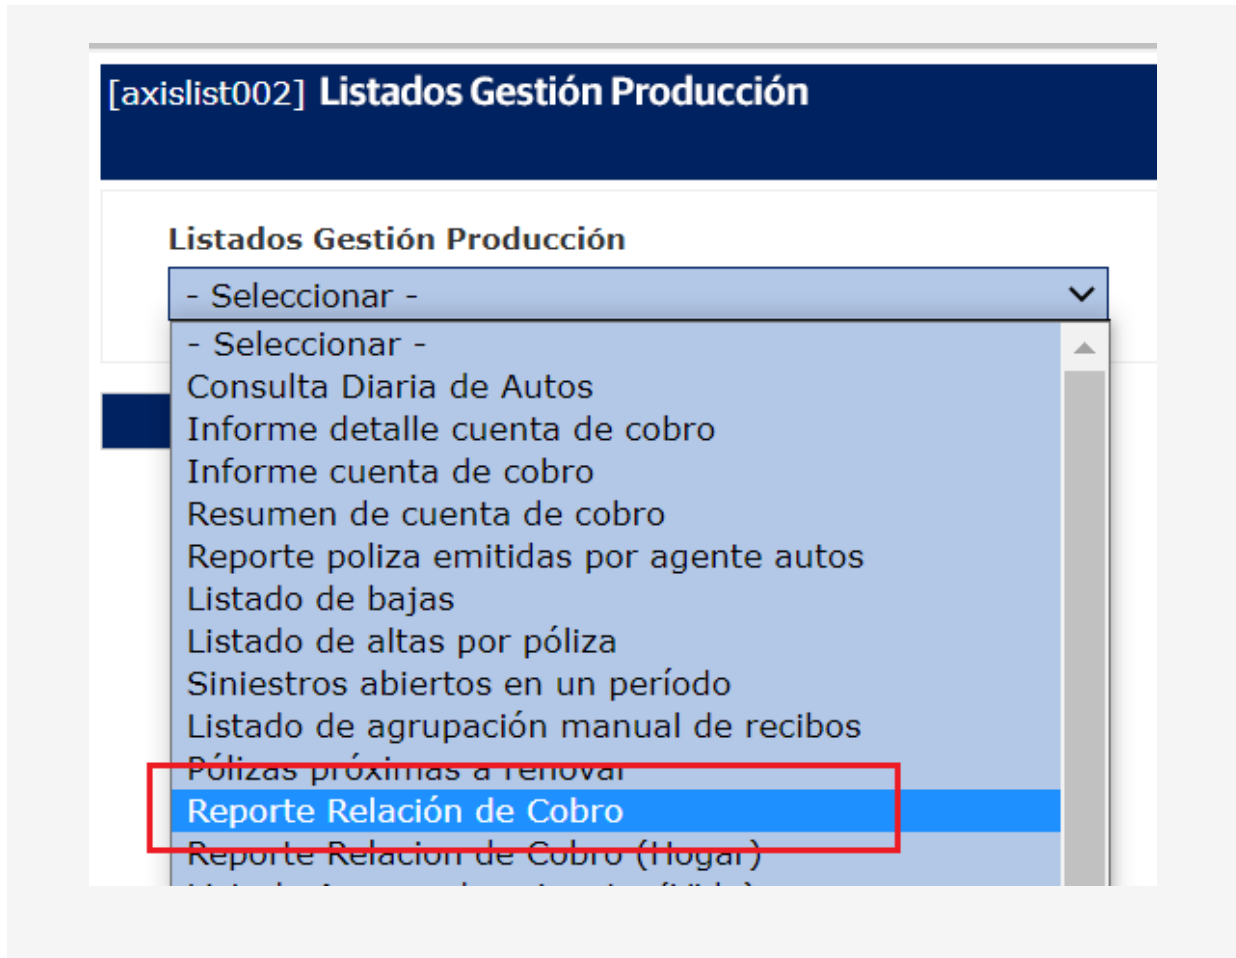 [axislist002] Listados Gestión Producción
Listados Gestión Producción
- Seleccionar -
- Seleccionar -
Consulta Diaria de Autos
Informe detalle cuenta de cobro
Informe cuenta de cobro
Resumen de cuenta de cobro
Reporte poliza emitidas por agente autos
Listado de bajas
Listado de altas por póliza
Siniestros abiertos en un período
Listado de agrupación manual de recibos
Pólizas próximas a renovar
Reporte Relación de Cobro
Reporte Relación de Cobro (Hogar)